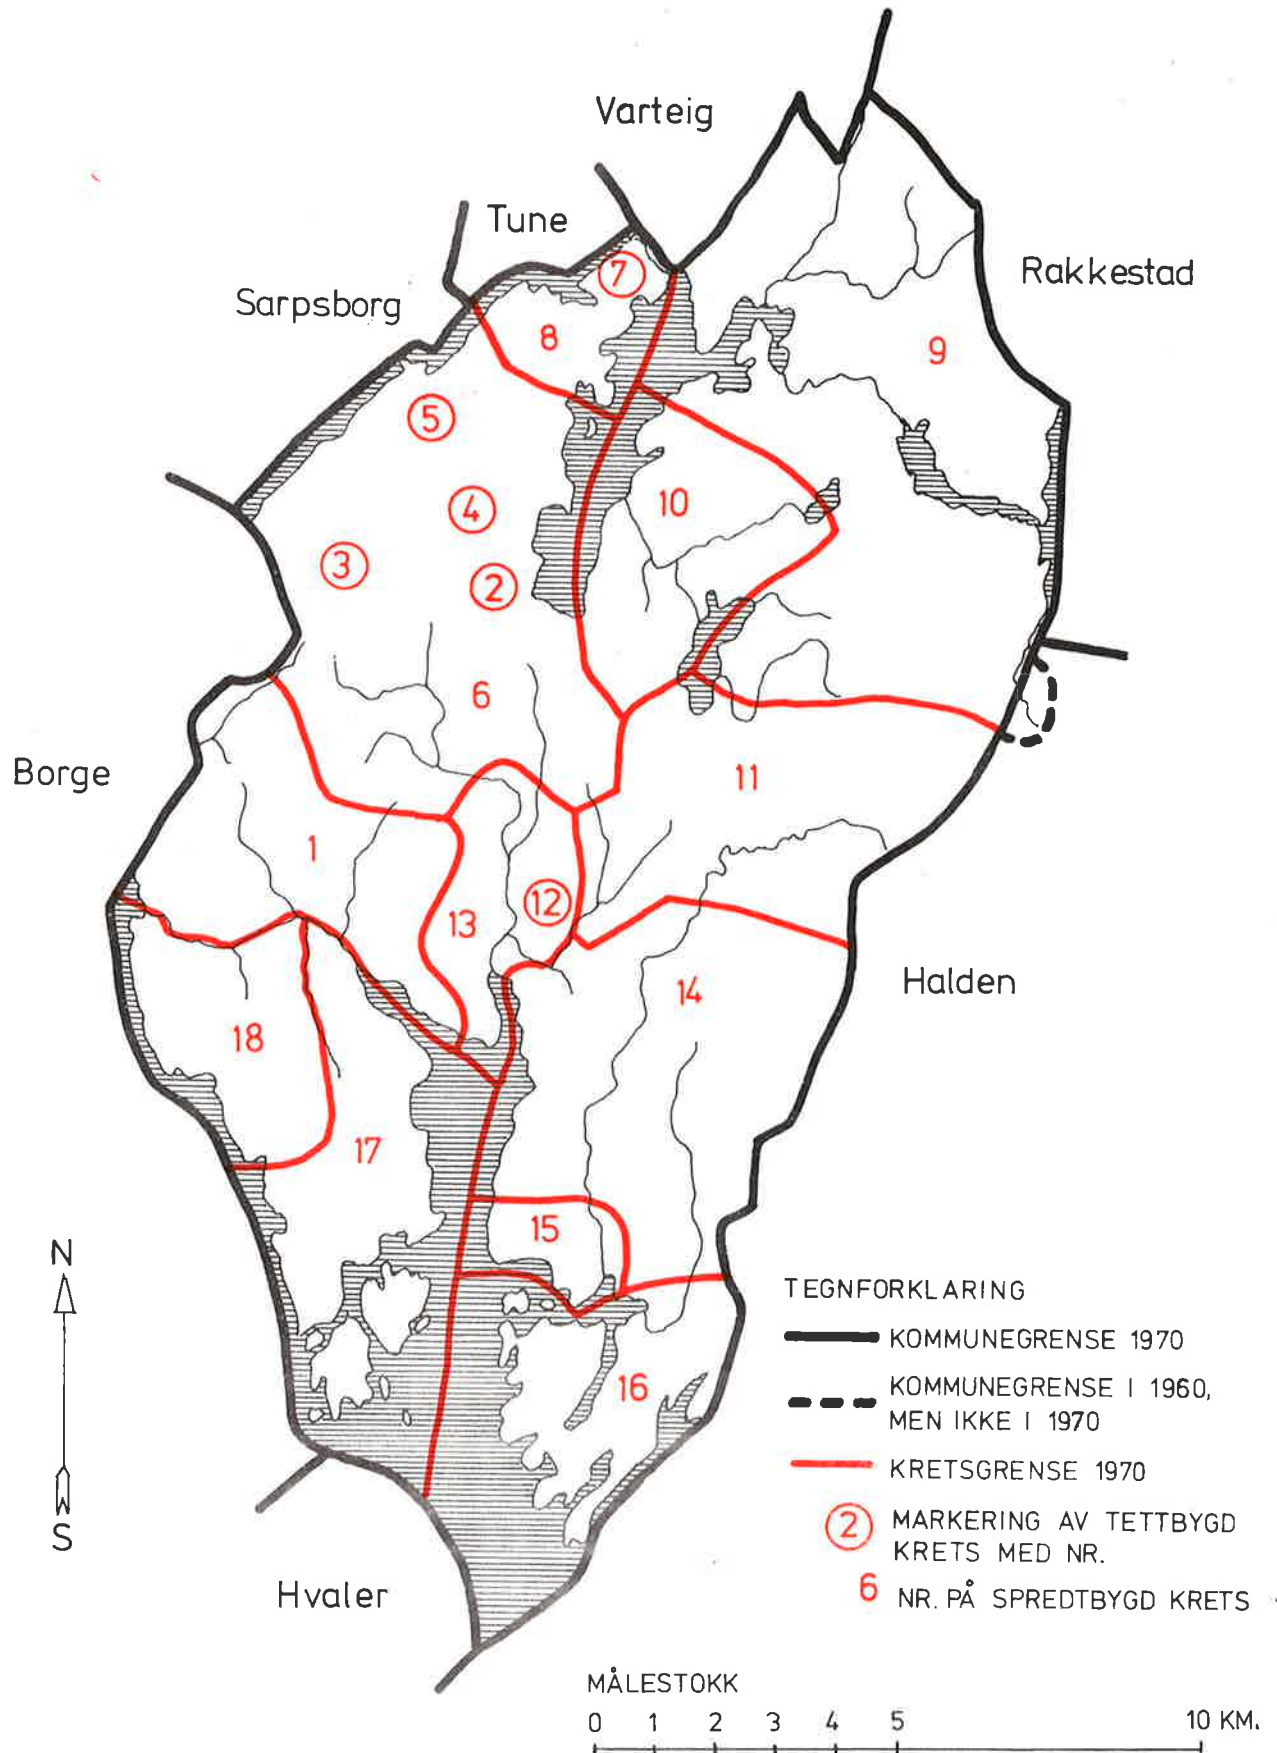 Varteig
Tune
7
Rakkestad
Sarpsborg
8
9
5
4
10
3
2
6
Borge
11
1
12
13
Halden
14
18
17
15
N
S
16
Hvaler
TEGNFORKLARING
KOMMUNEGRENSE 1970
KOMMUNEGRENSE I 1960,
MEN IKKE I 1970
KRETSGRENSE 1970
2 MARKERING AV TETTBYGD
KRETS MED NR.
6 NR. PÅ SPREDTBYGD KRETS
MÅLESTOKK
0 1 2 3 4 5 10 KM.